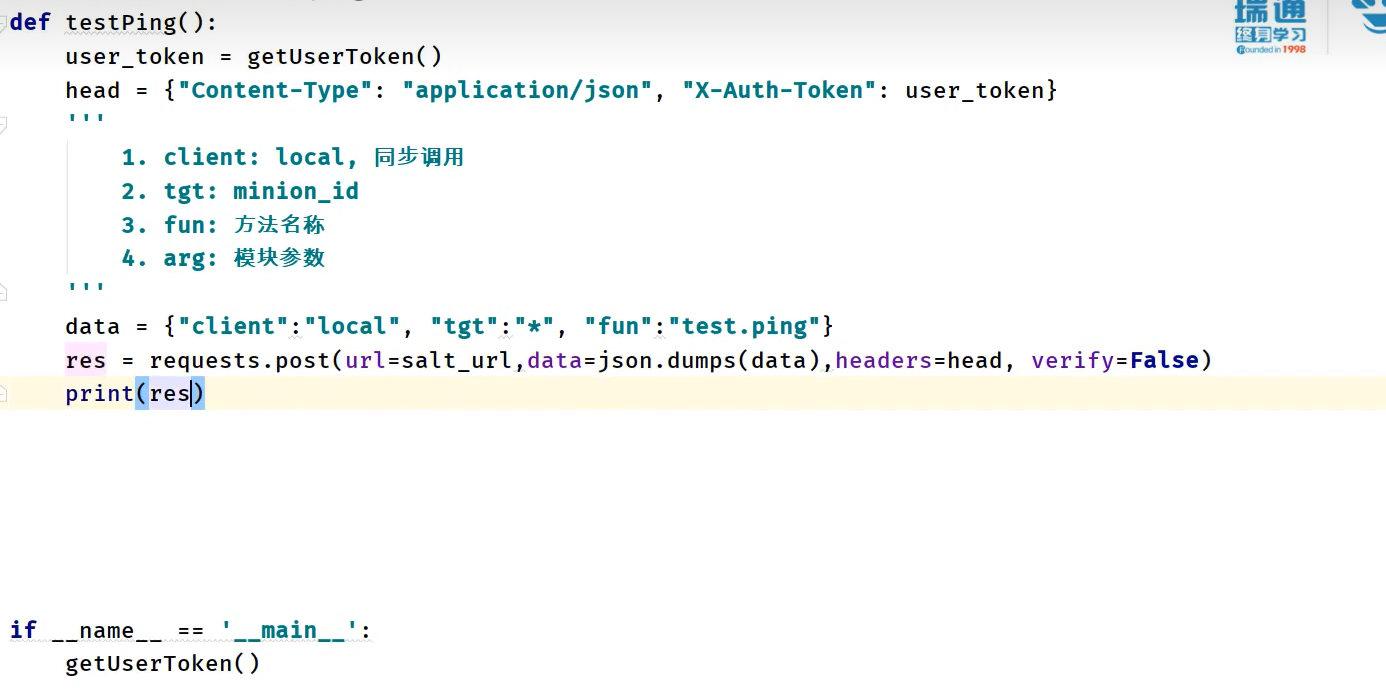 def testPing():
瑞通
user_token = getUserToken()
终身学习
Founded in 1998
head = {"Content-Type": "application/json", "X-Auth-Token": user_token}
'''
1. client: local, 同步调用
2. tgt: minion_id
3. fun: 方法名称
4. arg: 模块参数
'''
data = {"client":"local", "tgt":"*", "fun":"test.ping"}
res = requests.post(url=salt_url,data=json.dumps(data),headers=head, verify=False)
print(res)
if __name__ == '__main__':
getUserToken()